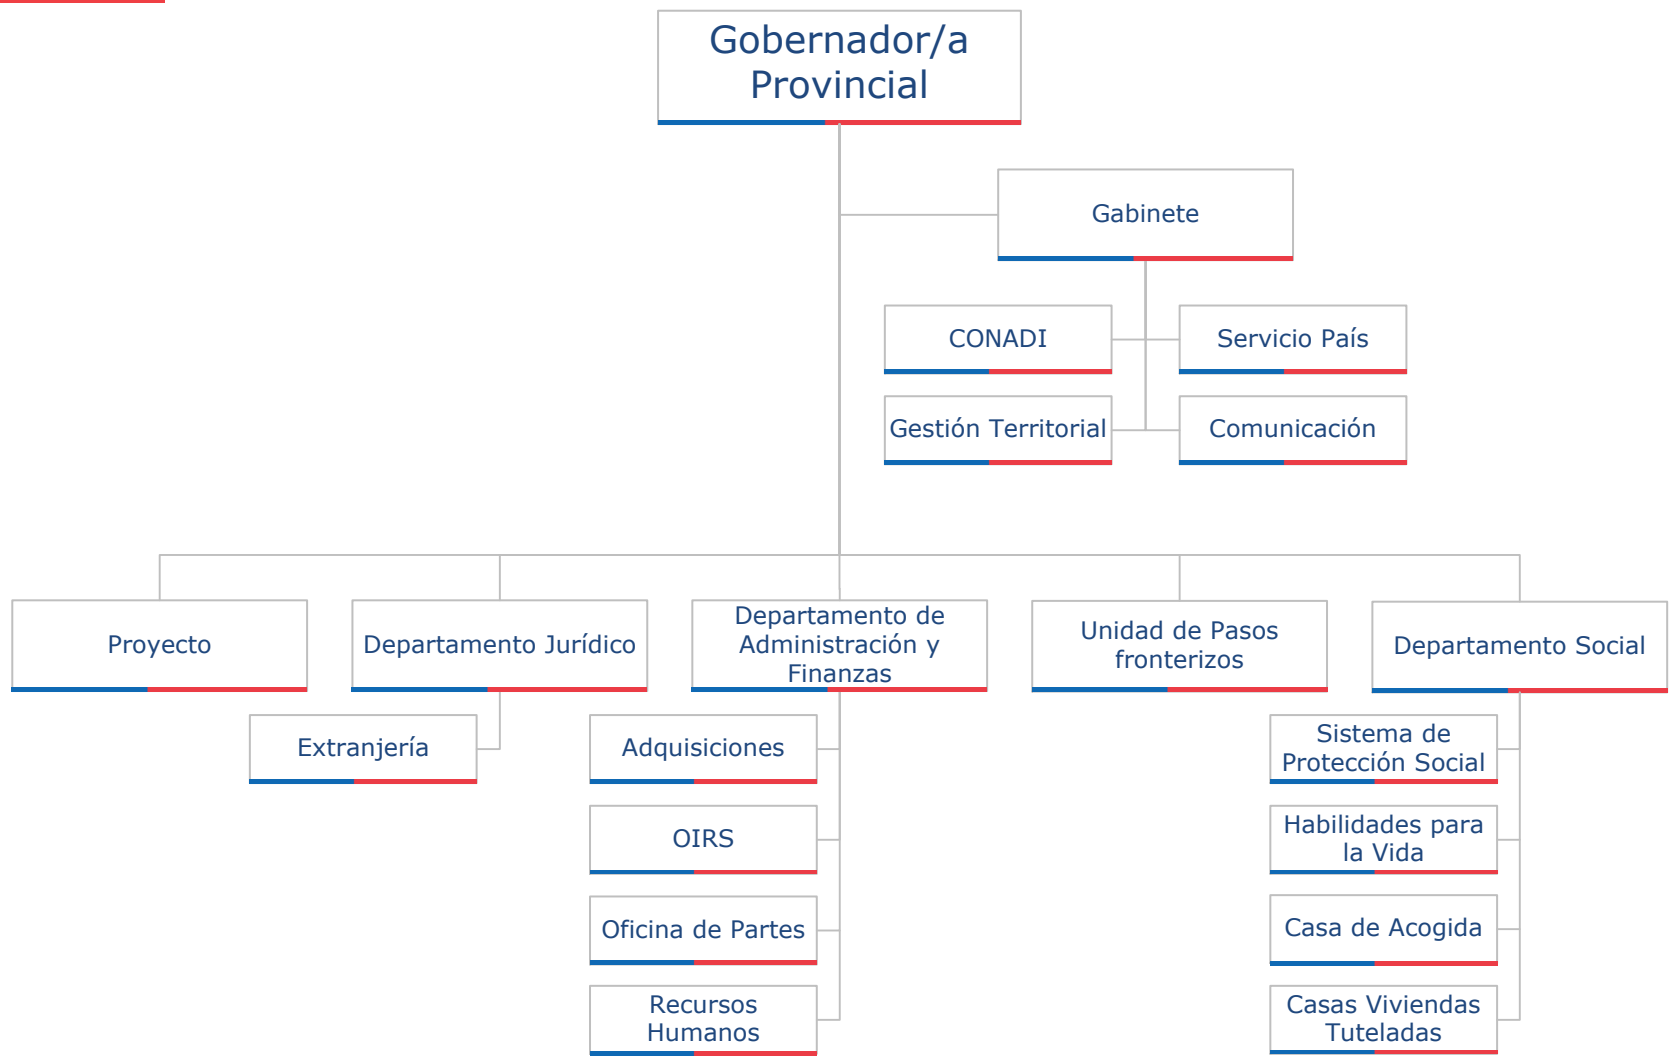 Gobernador/a
Provincial
Gabinete
CONADI
Servicio País
Gestión Territorial
Comunicación
Proyecto
Departamento Jurídico
Departamento de
Administración y
Finanzas
Unidad de Pasos
fronterizos
Departamento Social
Extranjería
Adquisiciones
OIRS
Oficina de Partes
Recursos
Humanos
Sistema de
Protección Social
Habilidades para
la Vida
Casa de Acogida
Casas Viviendas
Tuteladas